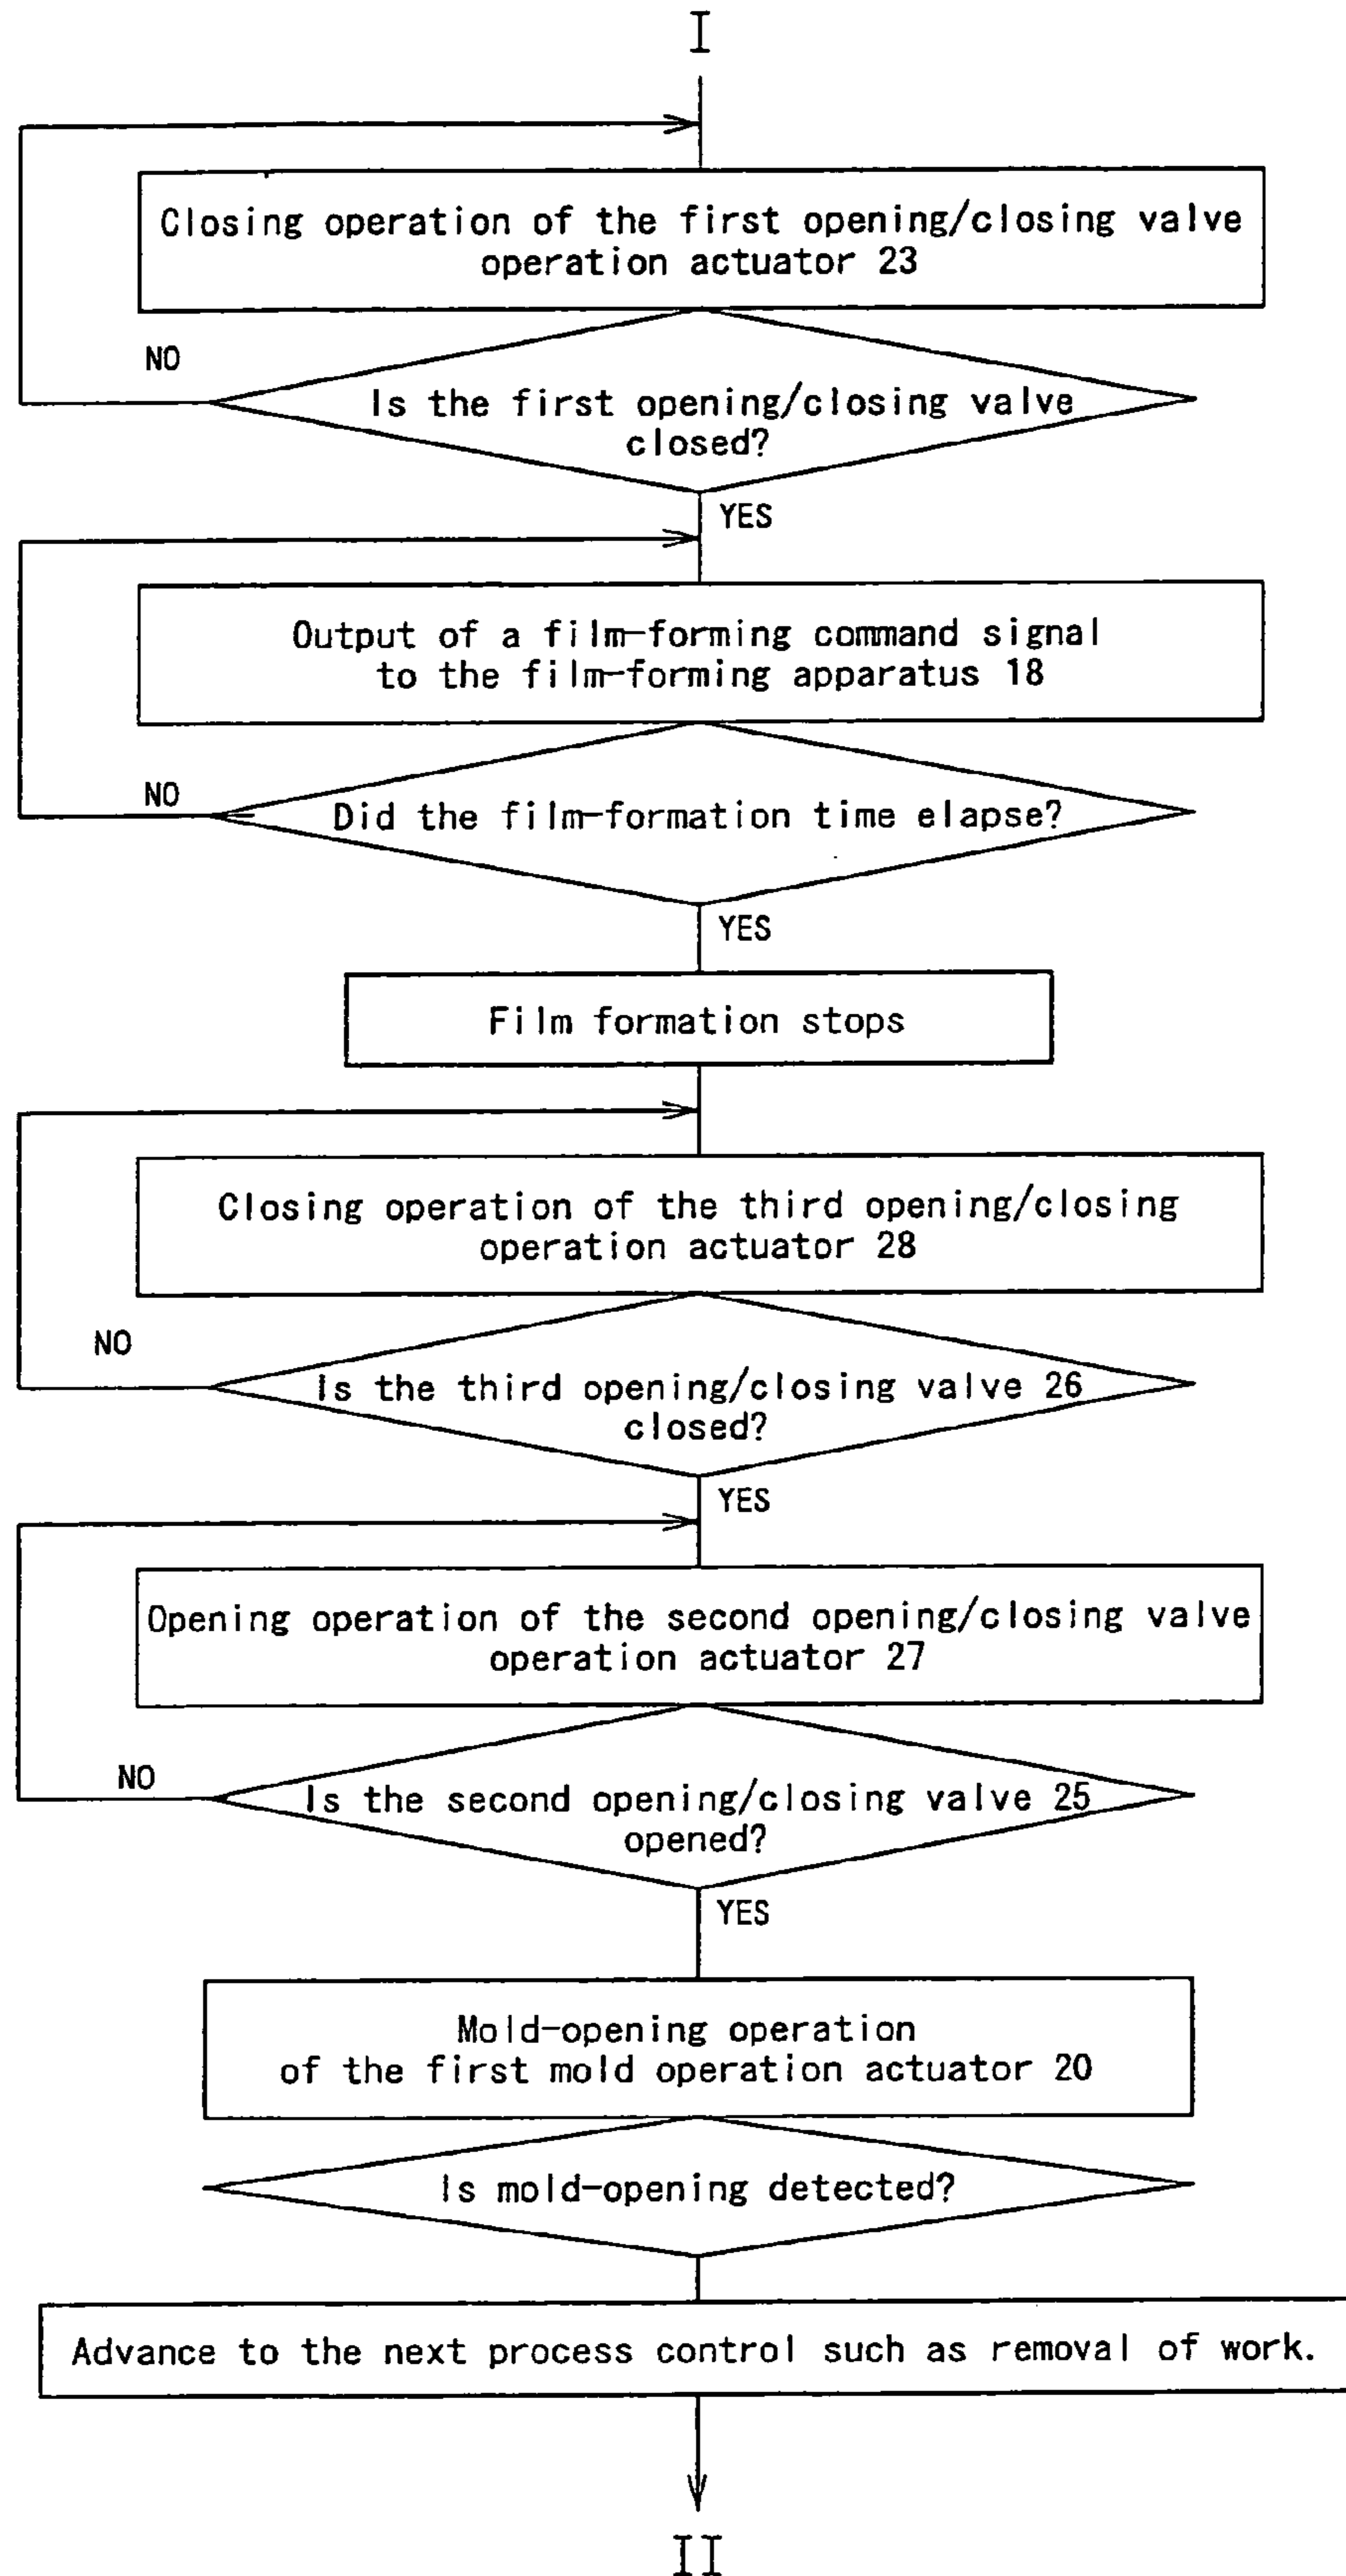 I
Closing operation of the first opening/closing valve
operation actuator 23
NO
Is the first opening/closing valve
closed?
YES
Output of a film-forming command signal
to the film-forming apparatus 18
NO
Did the film-formation time elapse?
YES
Film formation stops
Closing operation of the third opening/closing
operation actuator 28
NO
Is the third opening/closing valve 26
closed?
YES
Opening operation of the second opening/closing valve
operation actuator 27
NO
Is the second opening/closing valve 25
opened?
YES
Mold-opening operation
of the first mold operation actuator 20
Is mold-opening detected?
Advance to the next process control such as removal of work.
II